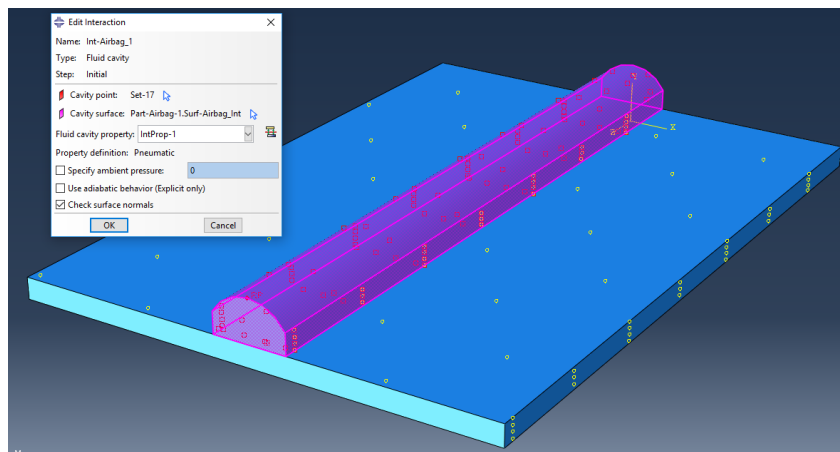 Edit Interaction
Name: Int-Airbag_1
Type: Fluid cavity
Step: Initial
Cavity point: Set-17
Cavity surface: Part-Airbag-1.Surf-Airbag_Int
Fluid cavity property: IntProp-1
Property definition: Pneumatic
Specify ambient pressure: 0
Use adiabatic behavior (Explicit only)
Check surface normals
OK Cancel
Y
X